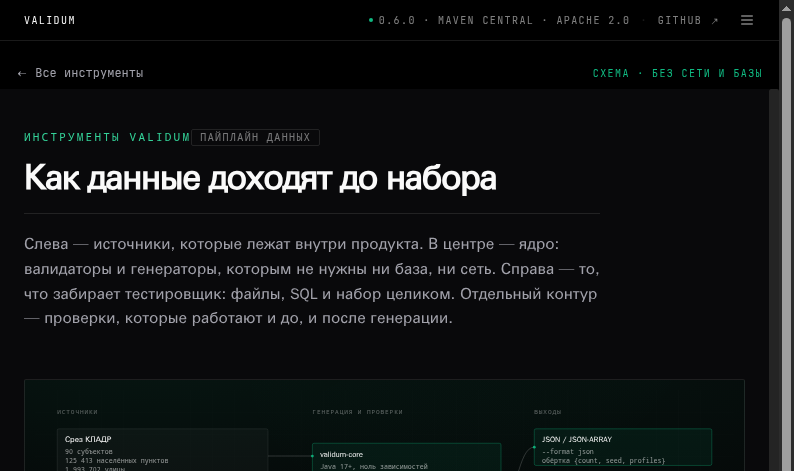 VALIDUM
0.6.0 · MAVEN CENTRAL · APACHE 2.0 · GITHUB ↗
← Все инструменты
СХЕМА · БЕЗ СЕТИ И БАЗЫ
ИНСТРУМЕНТЫ VALIDUM ПАЙПЛАЙН ДАННЫХ
Как данные доходят до набора
Слева — источники, которые лежат внутри продукта. В центре — ядро:
валидаторы и генераторы, которым не нужны ни база, ни сеть. Справа — то,
что забирает тестировщик: файлы, SQL и набор целиком. Отдельный контур
— проверки, которые работают и до, и после генерации.
ИСТОЧНИКИ
Срез КЛАДР
90 субъектов
125 413 населённых пунктов
1 993 702 улицы
ГЕНЕРАЦИЯ И ПРОВЕРКИ
validum-core
Java 17+, ноль зависимостей
ВЫХОДЫ
JSON / JSON-ARRAY
--format json
обёртка {count, seed, profiles}